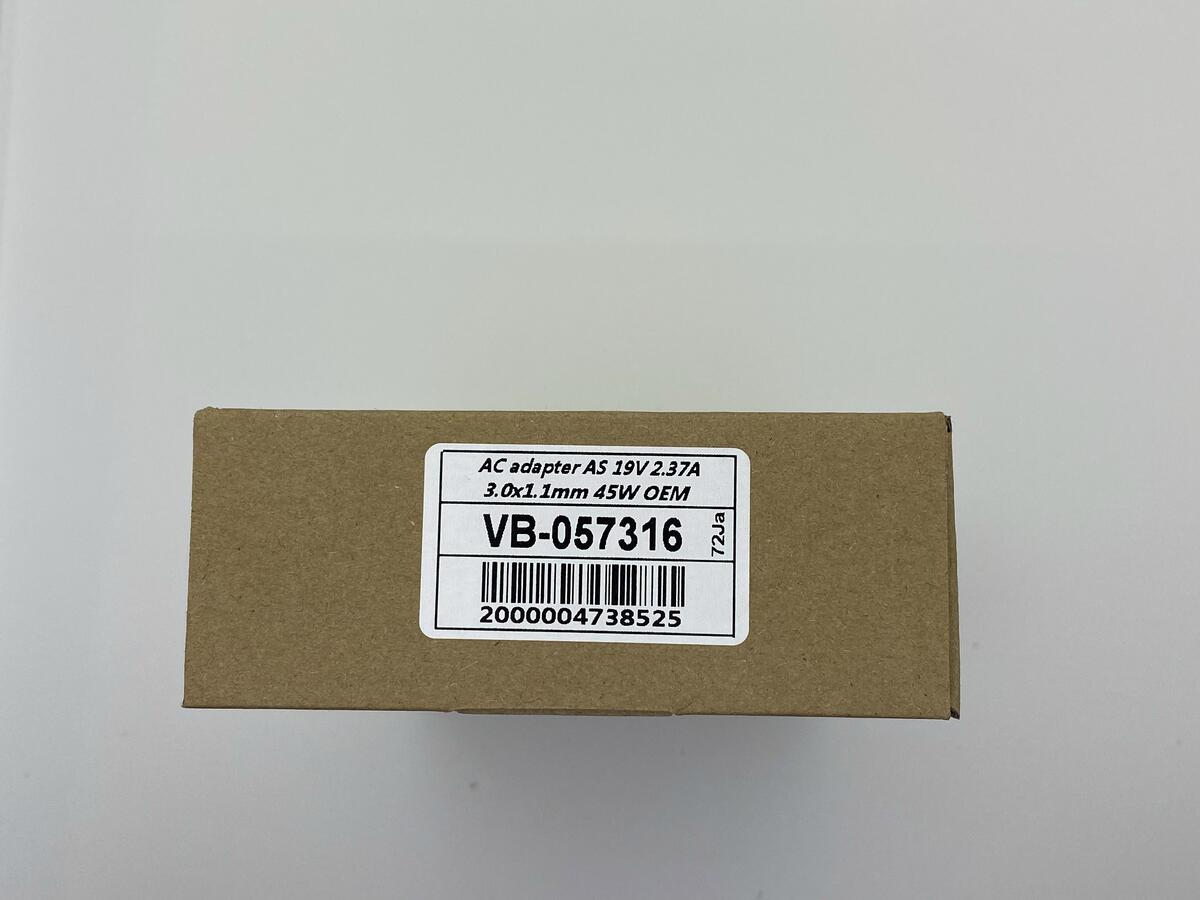 AC adapter AS 19V 2.37A
3.0x1.1mm 45W OEM
VB-057316
72Ja
2000004738525